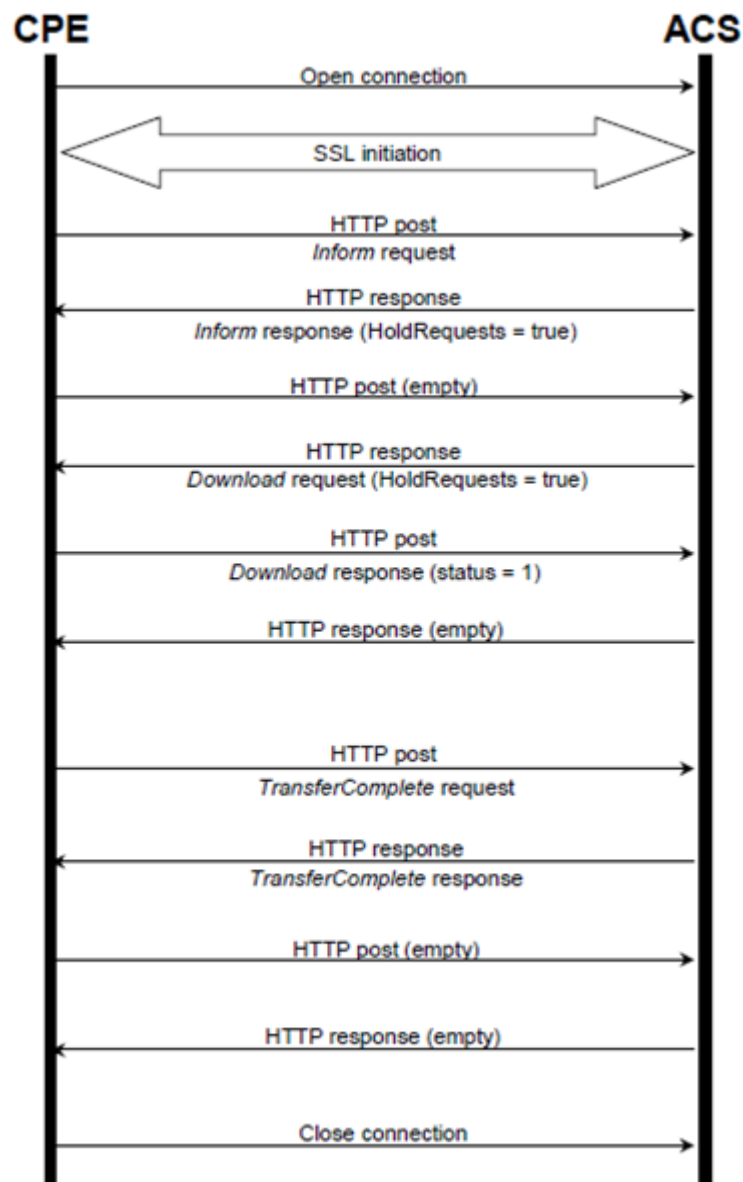 CPE ACS
Open connection
SSL initiation
HTTP post
Inform request
HTTP response
Inform response (HoldRequests = true)
HTTP post (empty)
HTTP response
Download request (HoldRequests = true)
HTTP post
Download response (status = 1)
HTTP response (empty)
HTTP post
TransferComplete request
HTTP response
TransferComplete response
HTTP post (empty)
HTTP response (empty)
Close connection